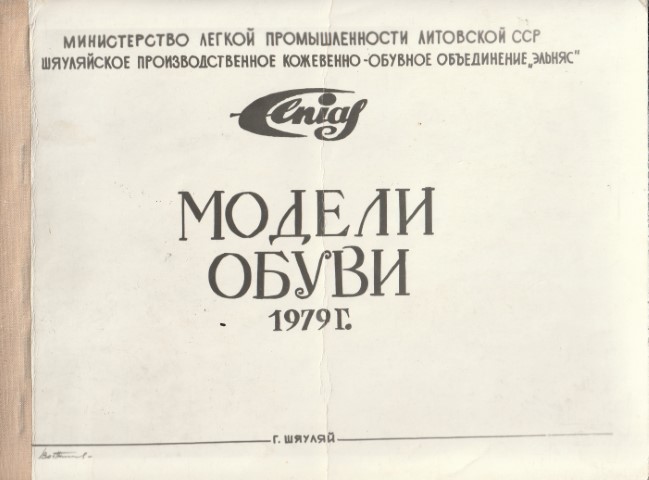 МИНИСТЕРСТВО ЛЕГКОЙ ПРОМЫШЛЕННОСТИ ЛИТОВСКОЙ ССР
ШЯУЛЯЙСКОЕ ПРОИЗВОДСТВЕННОЕ КОЖЕВЕННО-ОБУВНОЕ ОБЪЕДИНЕНИЕ „ЭЛЬНЯС"
Elnias
МОДЕЛИ
ОБУВИ
1979 Г.
Г. ШЯУЛЯЙ